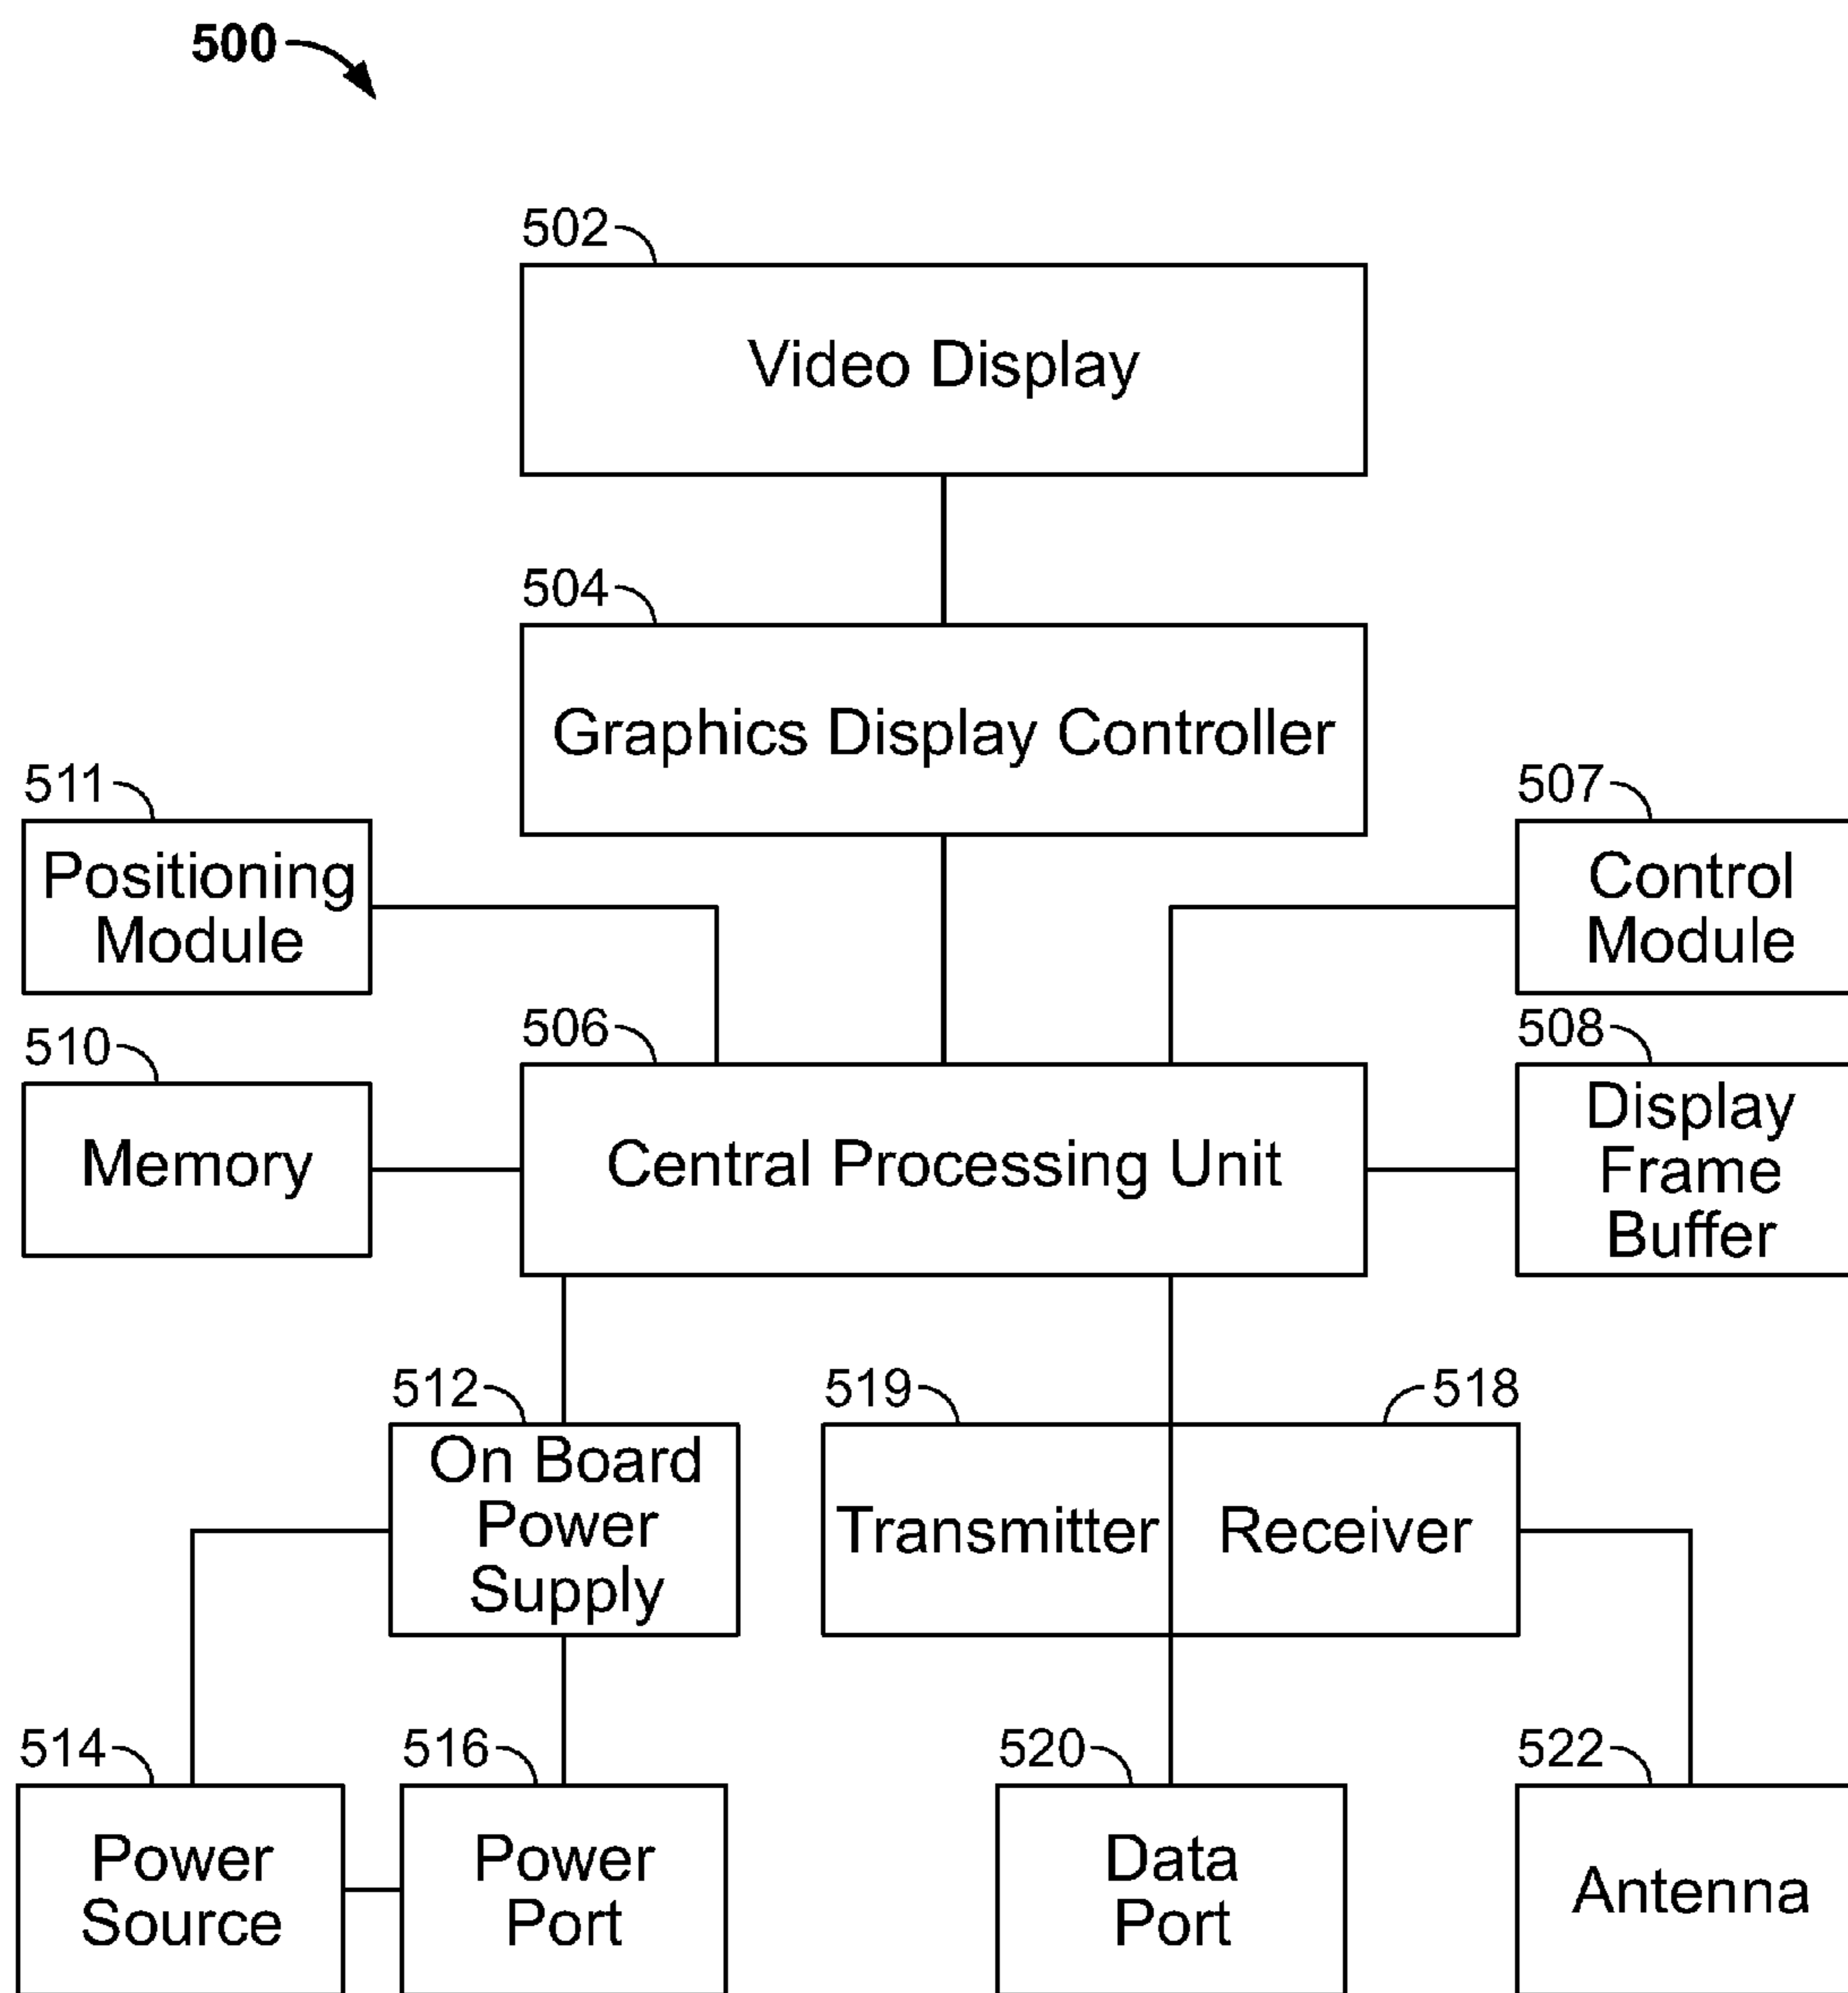 500
502
Video Display
504
Graphics Display Controller
511
Positioning
Module
507
Control
Module
510
Memory
506
Central Processing Unit
508
Display
Frame
Buffer
512
On Board
Power
Supply
519
Transmitter
518
Receiver
514
Power
Source
516
Power
Port
520
Data
Port
522
Antenna